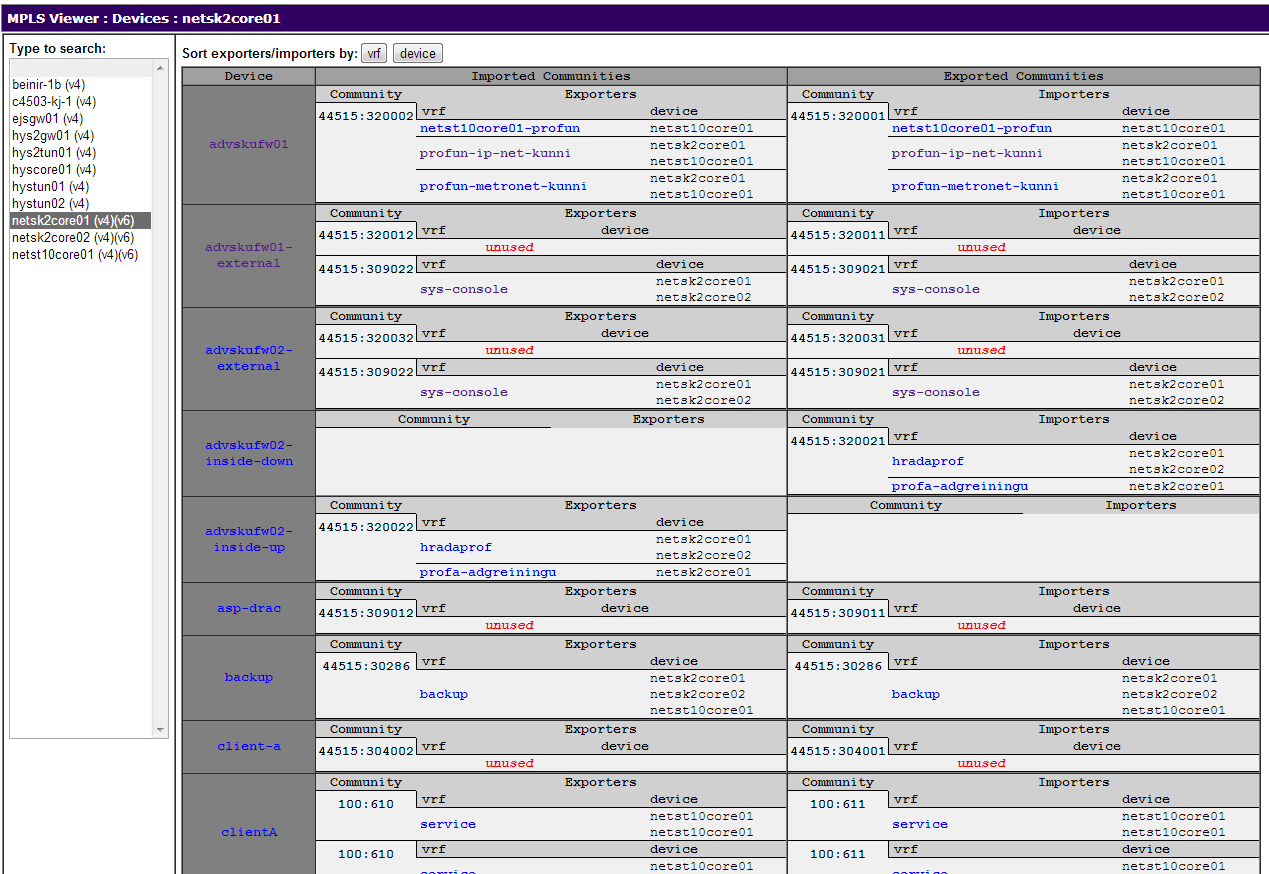 MPLS Viewer : Devices : netsk2core01
Type to search:
beinir-1b (v4)
c4503-kj-1 (v4)
ejsgw01 (v4)
hys2gw01 (v4)
hys2tun01 (v4)
hyscore01 (v4)
hystun01 (v4)
hystun02 (v4)
netsk2core01 (v4)(v6)
netsk2core02 (v4)(v6)
netst10core01 (v4)(v6)
Sort exporters/importers by: vrf device
Device Imported Communities Exported Communities
advskufw01
Community Exporters
44515:320002 vrf device
netst10core01-profun netst10core01
profun-ip-net-kunni netsk2core01
netst10core01
profun-metronet-kunni netsk2core01
netst10core01
Community Importers
44515:320001 vrf device
netst10core01-profun netst10core01
profun-ip-net-kunni netsk2core01
netst10core01
profun-metronet-kunni netsk2core01
netst10core01
advskufw01-
external
Community Exporters
44515:320012 vrf device
unused
44515:309022 vrf device
sys-console netsk2core01
netsk2core02
Community Importers
44515:320011 vrf device
unused
44515:309021 vrf device
sys-console netsk2core01
netsk2core02
advskufw02-
external
Community Exporters
44515:320032 vrf device
unused
44515:309022 vrf device
sys-console netsk2core01
netsk2core02
Community Importers
44515:320031 vrf device
unused
44515:309021 vrf device
sys-console netsk2core01
netsk2core02
advskufw02-
inside-down
Community Exporters
Community Importers
44515:320021 vrf device
hradaprof netsk2core01
netsk2core02
profa-adgreiningu netsk2core01
advskufw02-
inside-up
Community Exporters
44515:320022 vrf device
hradaprof netsk2core01
netsk2core02
profa-adgreiningu netsk2core01
Community Importers
asp-drac
Community Exporters
44515:309012 vrf device
unused
Community Importers
44515:309011 vrf device
unused
backup
Community Exporters
44515:30286 vrf device
backup netsk2core01
netsk2core02
netst10core01
Community Importers
44515:30286 vrf device
backup netsk2core01
netsk2core02
netst10core01
client-a
Community Exporters
44515:304002 vrf device
unused
Community Importers
44515:304001 vrf device
unused
clientA
Community Exporters
100:610 vrf device
service netst10core01
netst10core01
100:610 vrf device
service netst10core01
Community Importers
100:611 vrf device
service netst10core01
netst10core01
100:611 vrf device
service netst10core01